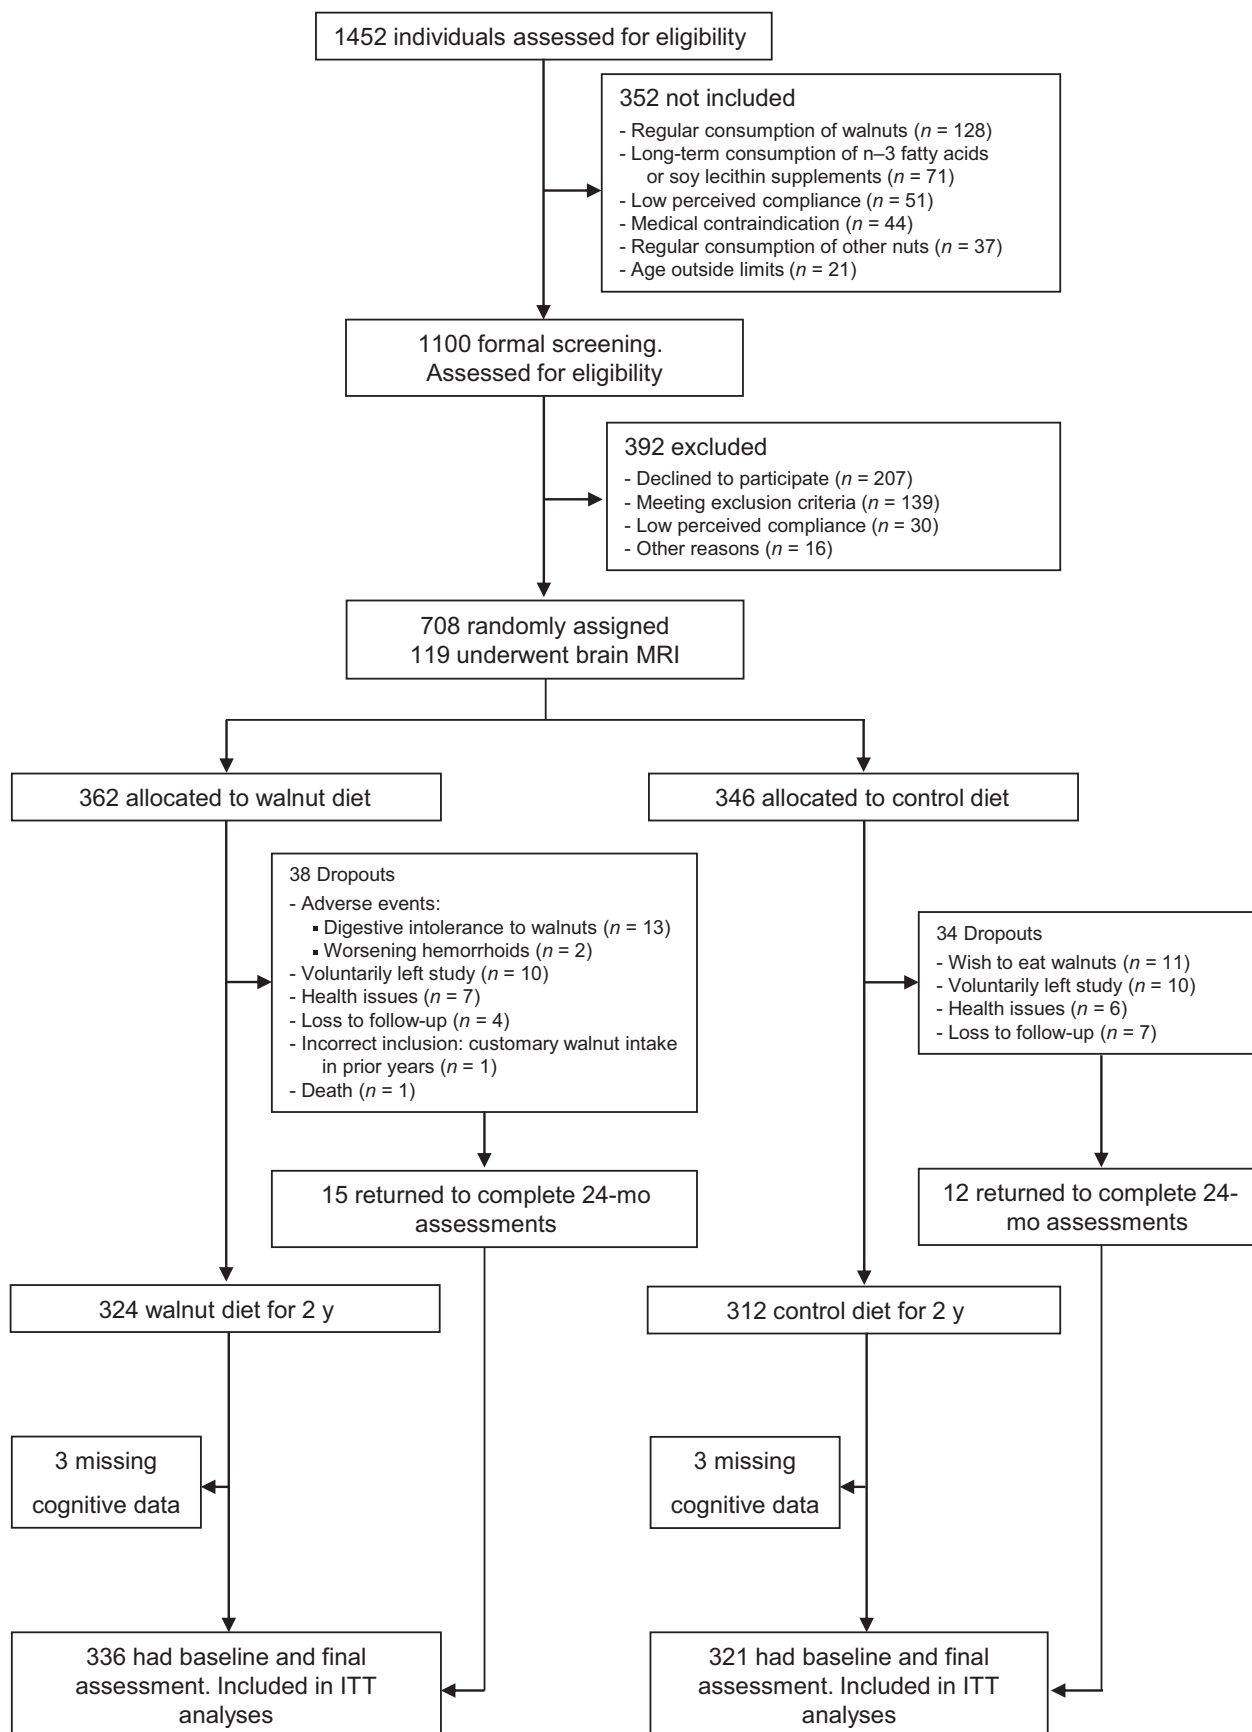 1452 individuals assessed for eligibility
352 not included
- Regular consumption of walnuts (n = 128)
- Long-term consumption of n–3 fatty acids
or soy lecithin supplements (n = 71)
- Low perceived compliance (n = 51)
- Medical contraindication (n = 44)
- Regular consumption of other nuts (n = 37)
- Age outside limits (n = 21)
1100 formal screening.
Assessed for eligibility
392 excluded
- Declined to participate (n = 207)
- Meeting exclusion criteria (n = 139)
- Low perceived compliance (n = 30)
- Other reasons (n = 16)
708 randomly assigned
119 underwent brain MRI
362 allocated to walnut diet
346 allocated to control diet
38 Dropouts
- Adverse events:
▪ Digestive intolerance to walnuts (n = 13)
▪ Worsening hemorrhoids (n = 2)
- Voluntarily left study (n = 10)
- Health issues (n = 7)
- Loss to follow-up (n = 4)
- Incorrect inclusion: customary walnut intake
in prior years (n = 1)
- Death (n = 1)
34 Dropouts
- Wish to eat walnuts (n = 11)
- Voluntarily left study (n = 10)
- Health issues (n = 6)
- Loss to follow-up (n = 7)
15 returned to complete 24-mo
assessments
12 returned to complete 24-
mo assessments
324 walnut diet for 2 y
312 control diet for 2 y
3 missing
cognitive data
3 missing
cognitive data
336 had baseline and final
assessment. Included in ITT
analyses
321 had baseline and final
assessment. Included in ITT
analyses